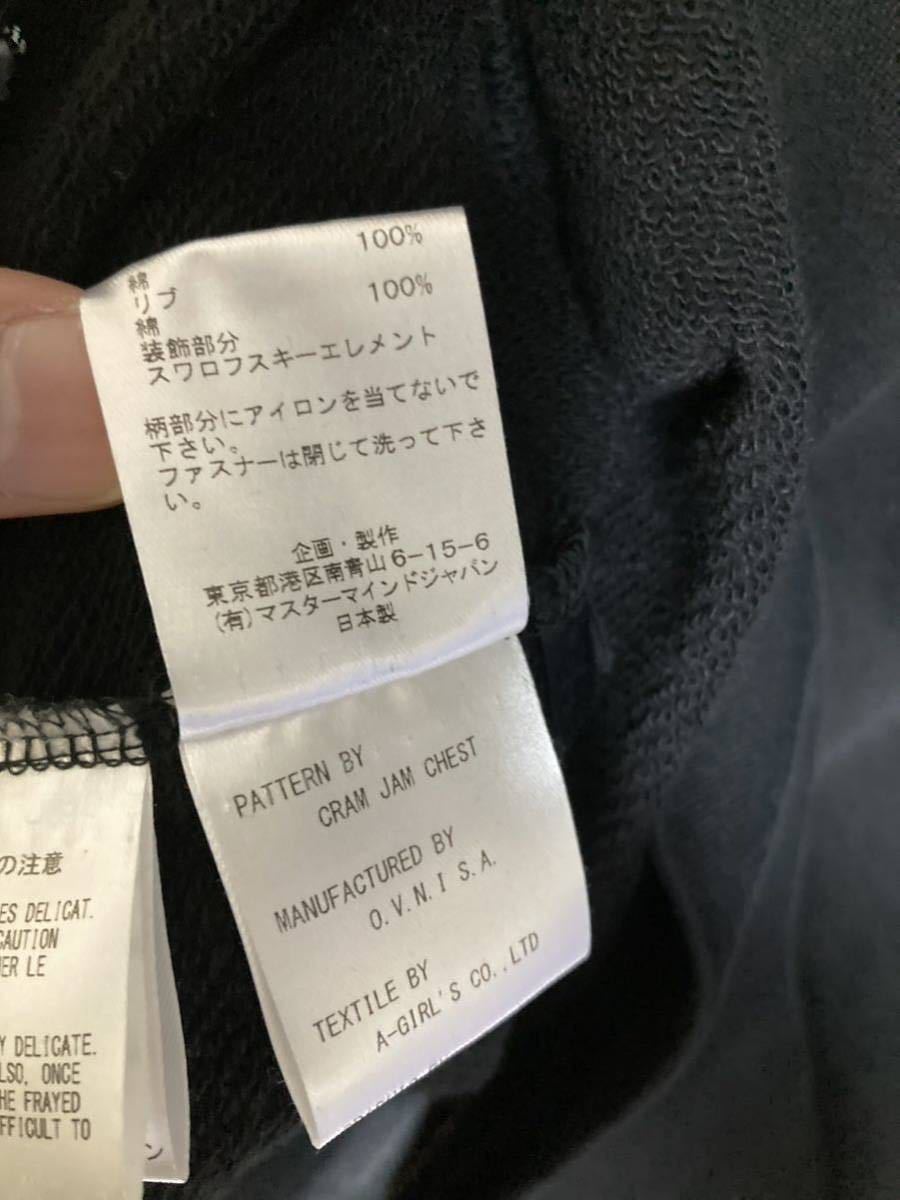 綿 100%
リブ
綿 100%
装飾部分
スワロフスキーエレメント
柄部分にアイロンを当てないで
下さい。
ファスナーは閉じて洗って下さ
い。
企画・製作
東京都港区南青山6-15-6
(有)マスターマインドジャパン
日本製
PATTERN BY
CRAM JAM CHEST
MANUFACTURED BY
O.V.N.I S.A.
TEXTILE BY
A-GIRL'S CO.,LTD
の注意
ES DELICAT.
CAUTION
ER LE
Y DELICATE.
LSO, ONCE
HE FRAYED
FFICULT TO
ン